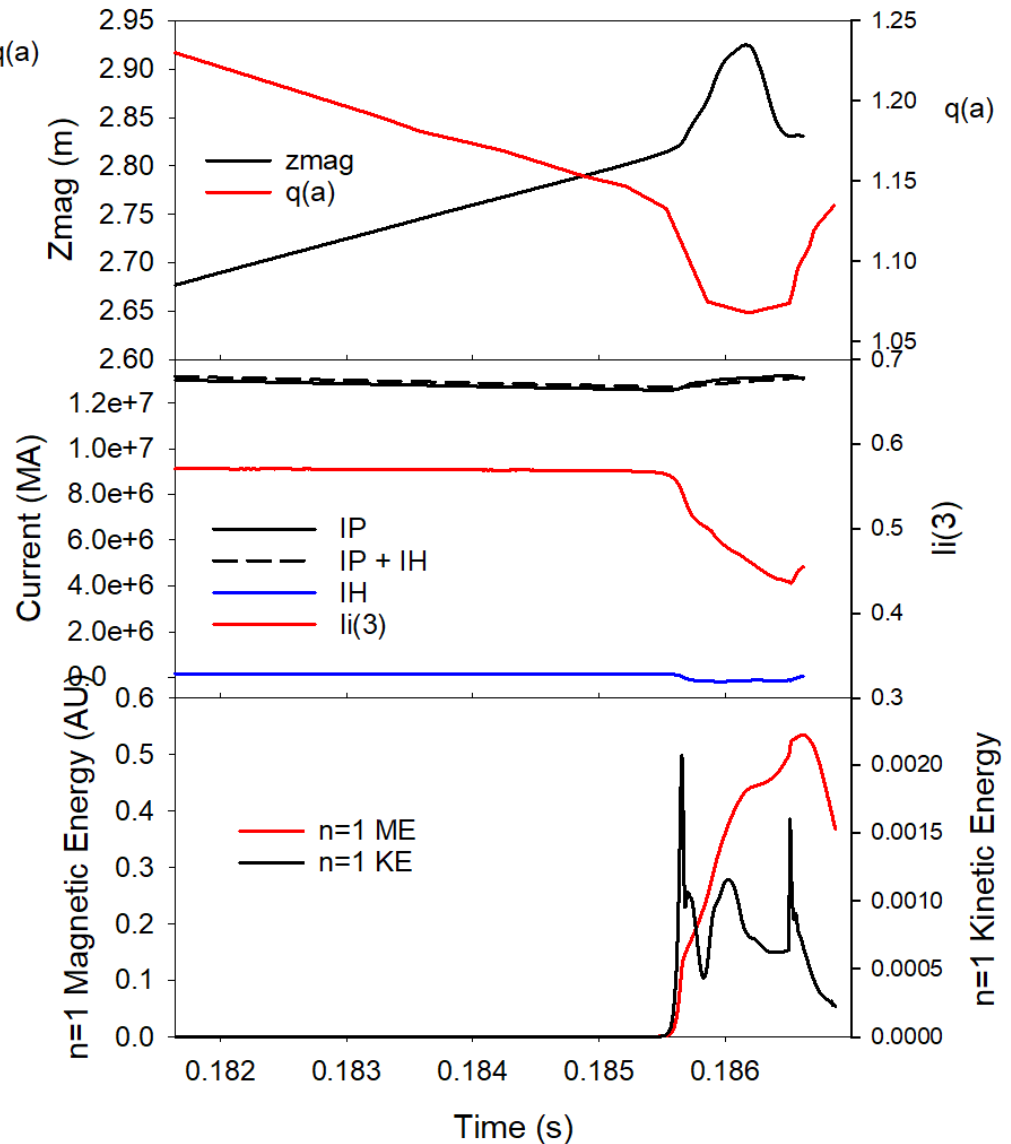 q(a)
2.95
2.90
2.85
2.80
2.75
2.70
2.65
2.60
Zmag (m)
zmag
q(a)
1.25
1.20
1.15
1.10
1.05
q(a)
1.2e+7
1.0e+7
8.0e+6
6.0e+6
4.0e+6
2.0e+6
0.0
Current (MA)
IP
IP + IH
IH
li(3)
0.7
0.6
0.5
0.4
0.3
li(3)
0.6
0.5
0.4
0.3
0.2
0.1
0.0
n=1 Magnetic Energy (AU)
n=1 ME
n=1 KE
0.0020
0.0015
0.0010
0.0005
0.0000
n=1 Kinetic Energy
0.182 0.183 0.184 0.185 0.186
Time (s)